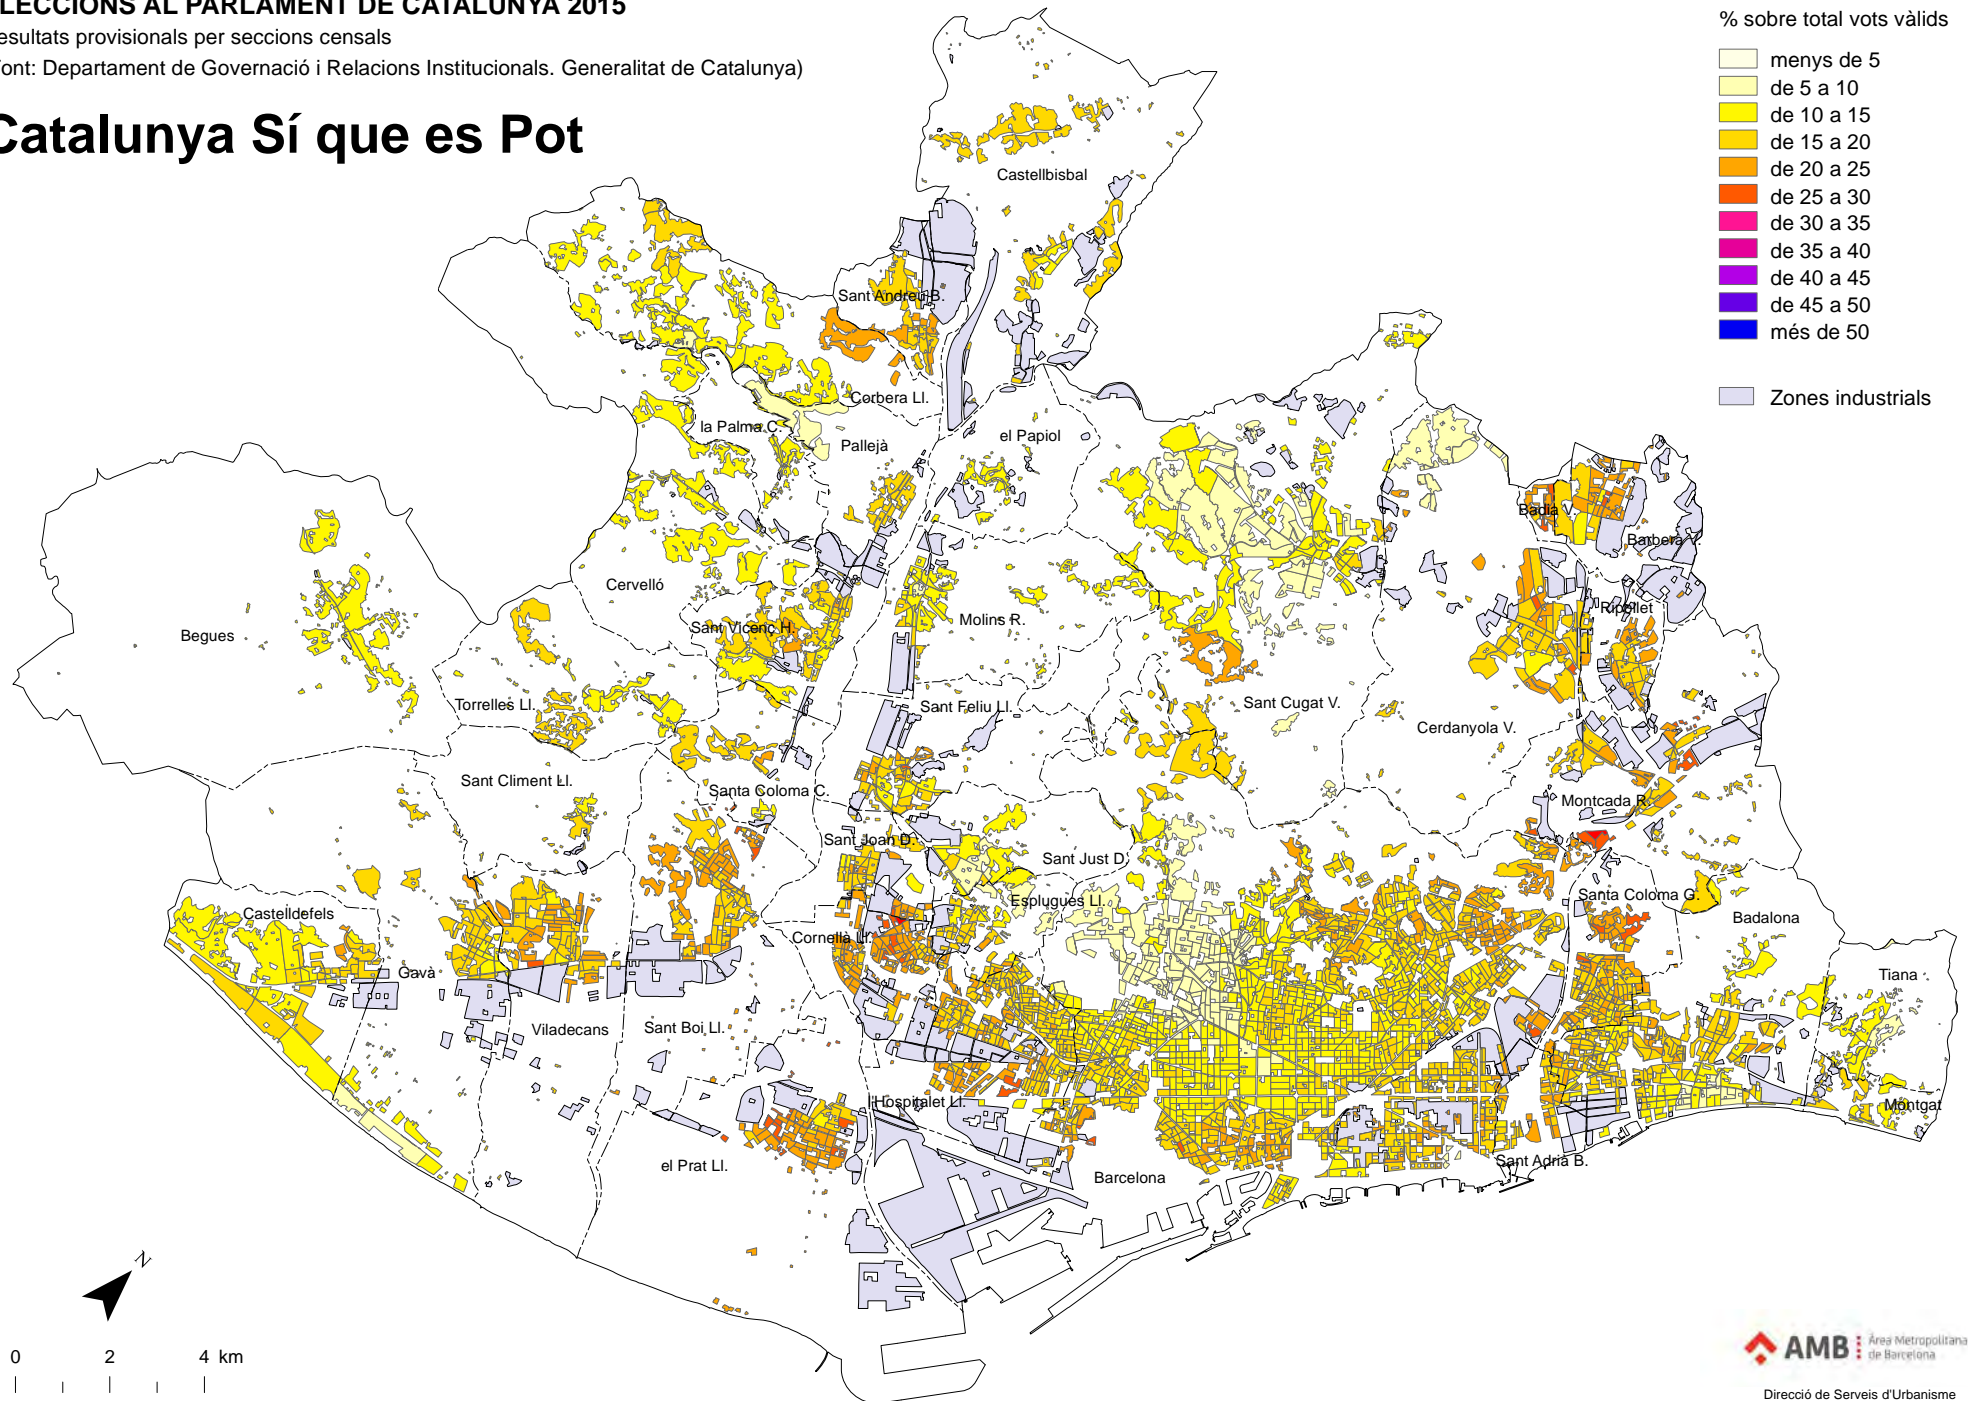 LECCIONS AL PARLAMENT DE CATALUNYA 2015
esultats provisionals per seccions censals
ont: Departament de Governació i Relacions Institucionals. Generalitat de Catalunya)
Catalunya Sí que es Pot
% sobre total vots vàlids
menys de 5
de 5 a 10
de 10 a 15
de 15 a 20
de 20 a 25
de 25 a 30
de 30 a 35
de 35 a 40
de 40 a 45
de 45 a 50
més de 50
Zones industrials
Castellbisbal
Sant Andreu B.
Corbera Ll.
la Palma C.
Pallejà
el Papiol
Badia V.
Barberà V.
Cervelló
Begues
Sant Vicenç H.
Molins R.
Ripollet
Torrelles Ll.
Sant Feliu Ll.
Sant Cugat V.
Cerdanyola V.
Sant Climent Ll.
Santa Coloma C.
Montcada R.
Sant Joan D.
Sant Just D.
Castelldefels
Esplugues Ll.
Santa Coloma G.
Badalona
Cornellà Ll.
Gavà
Tiana
Viladecans
Sant Boi Ll.
l'Hospitalet Ll.
Montgat
el Prat Ll.
Barcelona
Sant Adrià B.
N
0 2 4 km
AMB Àrea Metropolitana
de Barcelona
Direcció de Serveis d'Urbanisme